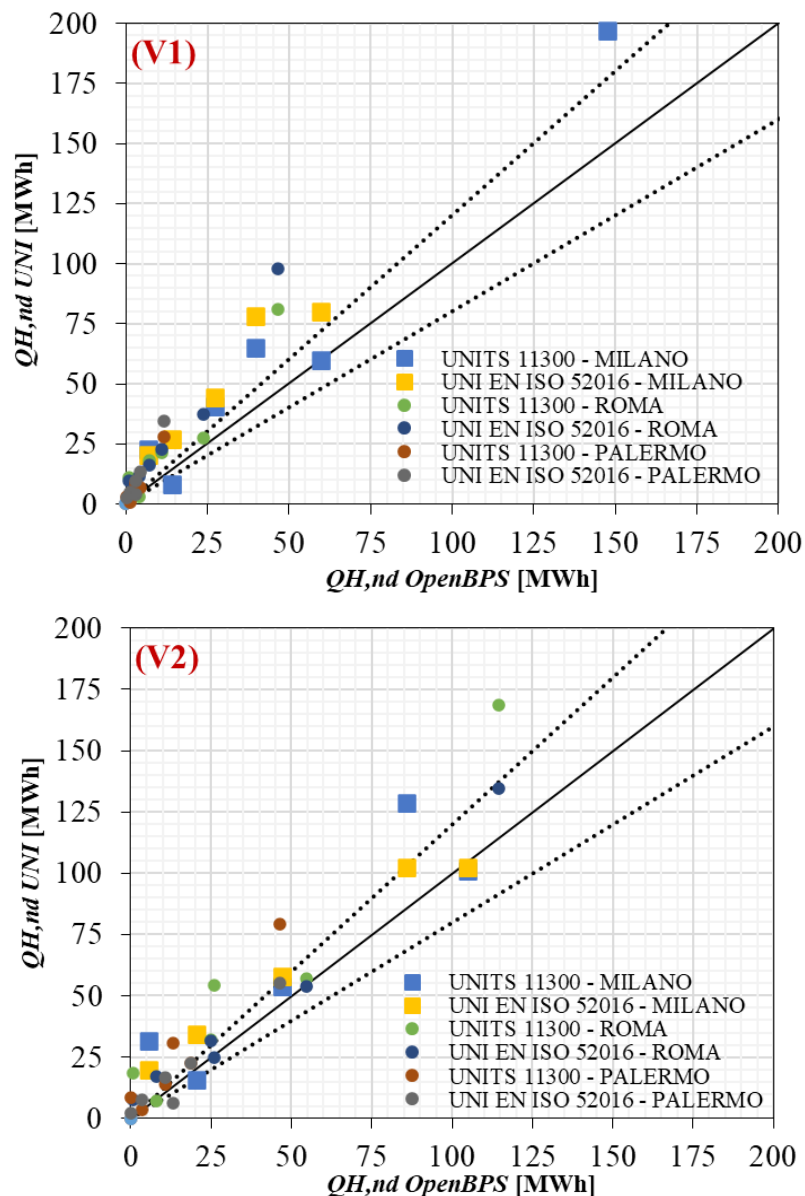 (V1)
200
175
150
125
100
75
50
25
0
QH,nd UNI [MWh]
UNITS 11300 - MILANO
UNI EN ISO 52016 - MILANO
UNITS 11300 - ROMA
UNI EN ISO 52016 - ROMA
UNITS 11300 - PALERMO
UNI EN ISO 52016 - PALERMO
0 25 50 75 100 125 150 175 200
QH,nd OpenBPS [MWh]
(V2)
200
175
150
125
100
75
50
25
0
QH,nd UNI [MWh]
UNITS 11300 - MILANO
UNI EN ISO 52016 - MILANO
UNITS 11300 - ROMA
UNI EN ISO 52016 - ROMA
UNITS 11300 - PALERMO
UNI EN ISO 52016 - PALERMO
0 25 50 75 100 125 150 175 200
QH,nd OpenBPS [MWh]